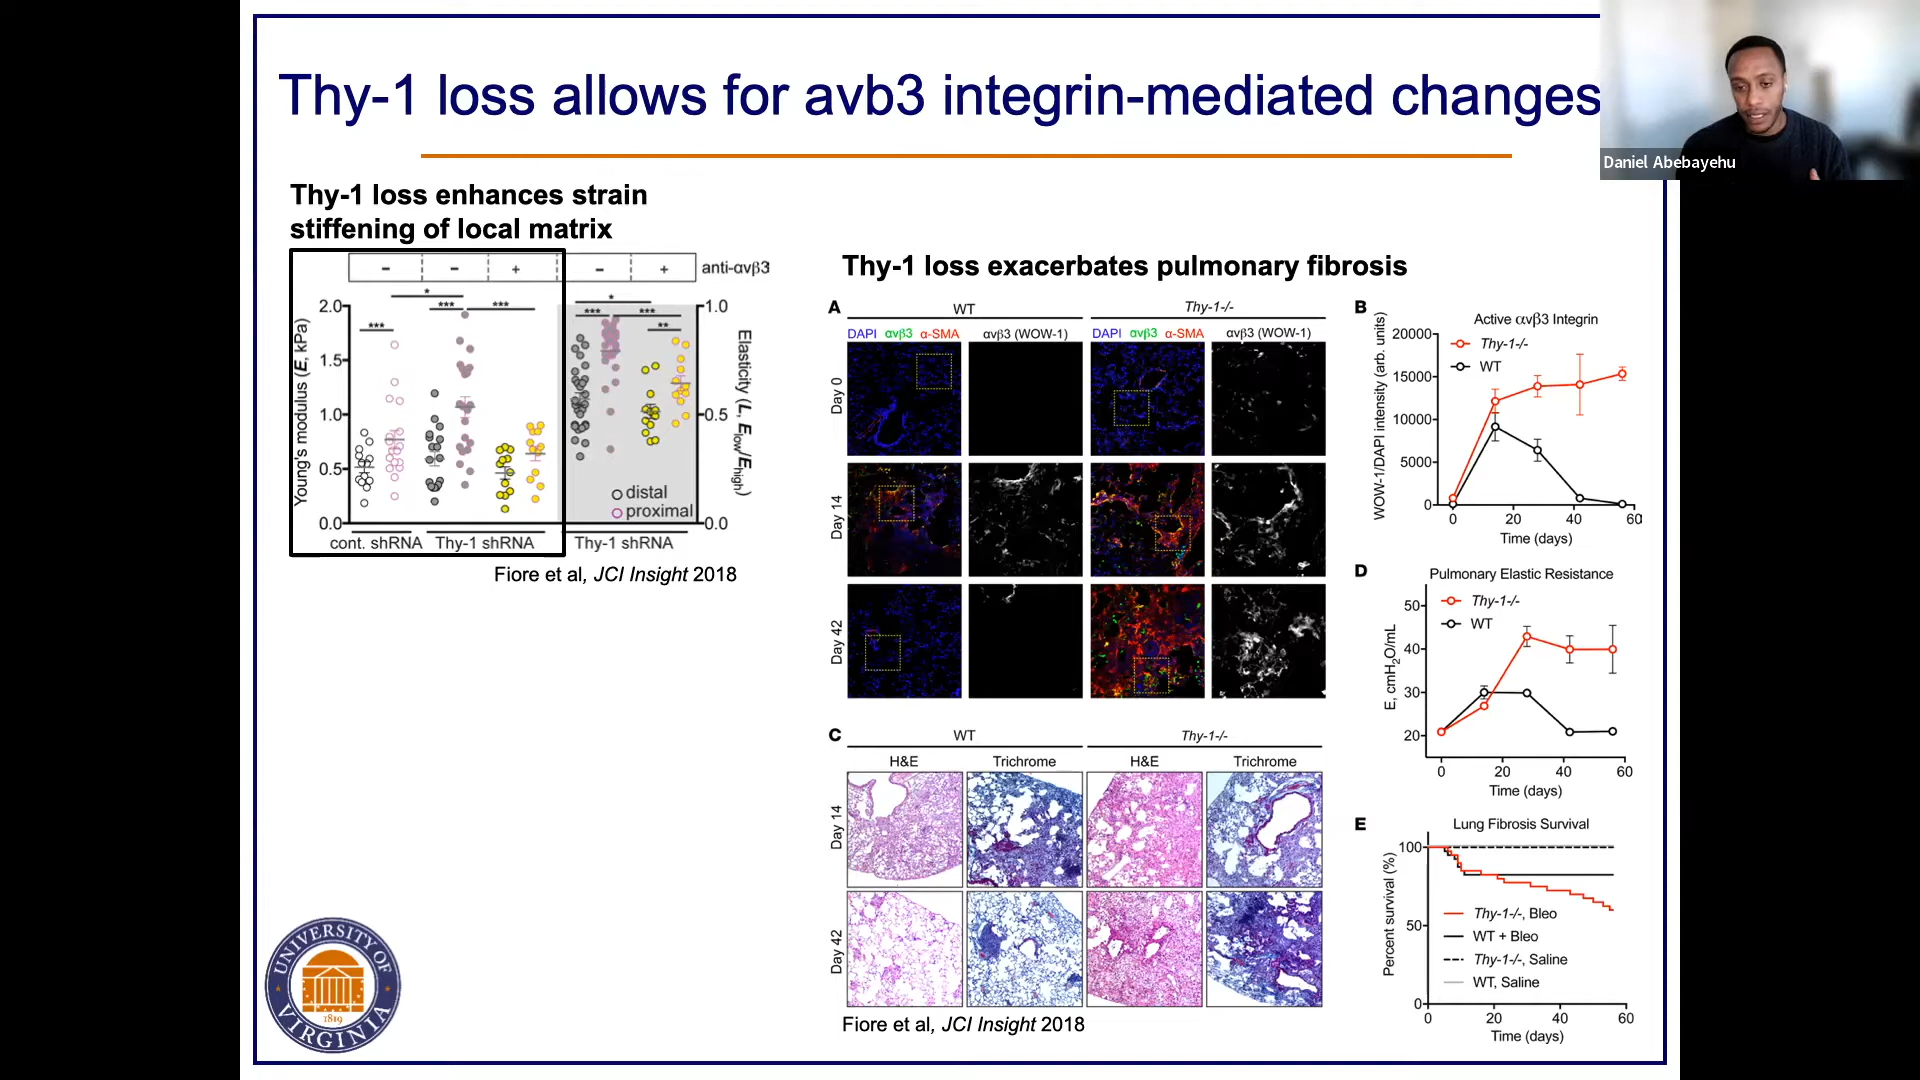 Thy-1 loss allows for avb3 integrin-mediated changes
Daniel Abebayehu
Thy-1 loss enhances strain
stiffening of local matrix
− − + − + anti-αvβ3
* *** *** *** * *** *** **
2.0 1.5 1.0 0.5 0.0
Young's modulus (E, kPa)
1.0 0.5 0.0
Elasticity (L, Elow/Ehigh)
distal
proximal
cont. shRNA Thy-1 shRNA Thy-1 shRNA
Fiore et al, JCI Insight 2018
Thy-1 loss exacerbates pulmonary fibrosis
A
WT Thy-1-/-
DAPI αvβ3 α-SMA αvβ3 (WOW-1) DAPI αvβ3 α-SMA αvβ3 (WOW-1)
Day 0
Day 14
Day 42
B
Active αvβ3 Integrin
WOW-1/DAPI intensity (arb. units)
20000 15000 10000 5000 0
Thy-1-/-
WT
0 20 40 60
Time (days)
C
WT Thy-1-/-
H&E Trichrome H&E Trichrome
Day 14
Day 42
D
Pulmonary Elastic Resistance
E, cmH2O/mL
50 40 30 20
Thy-1-/-
WT
0 20 40 60
Time (days)
E
Lung Fibrosis Survival
Percent survival (%)
100 50 0
Thy-1-/-, Bleo
WT + Bleo
Thy-1-/-, Saline
WT, Saline
0 20 40 60
Time (days)
Fiore et al, JCI Insight 2018
UNIVERSITY OF
VIRGINIA
1819